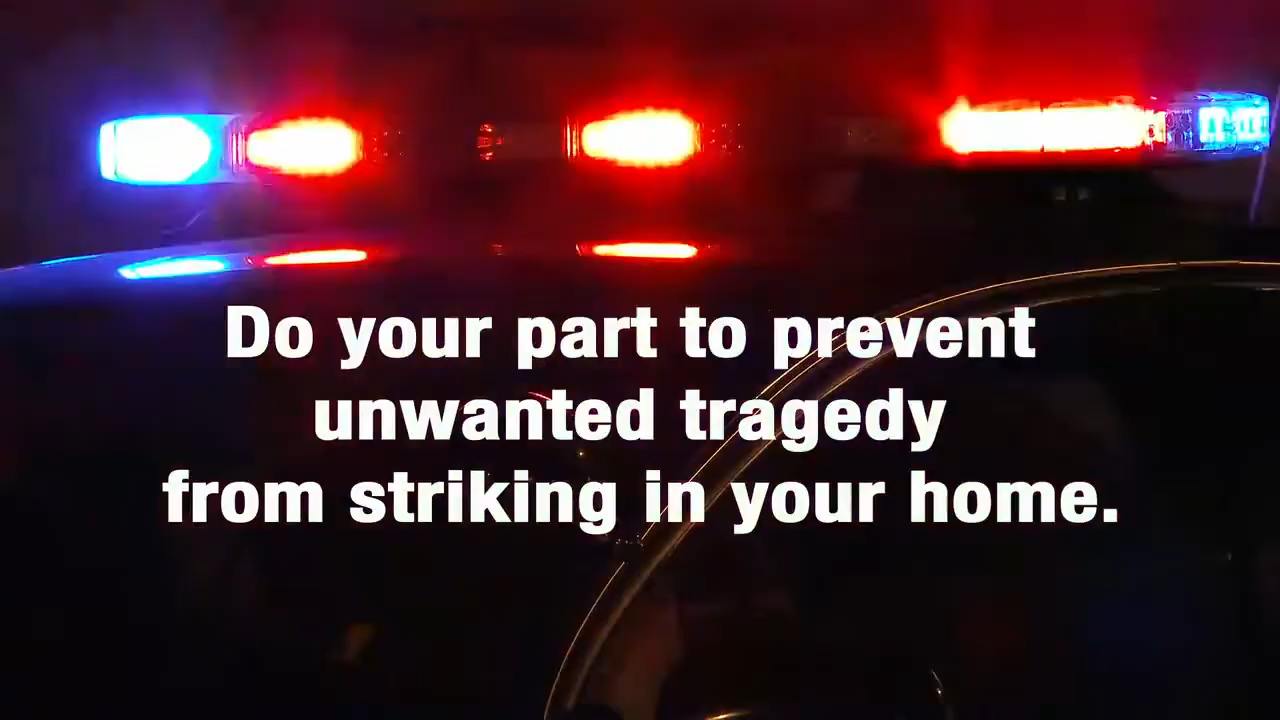 Do your part to prevent
unwanted tragedy
from striking in your home.